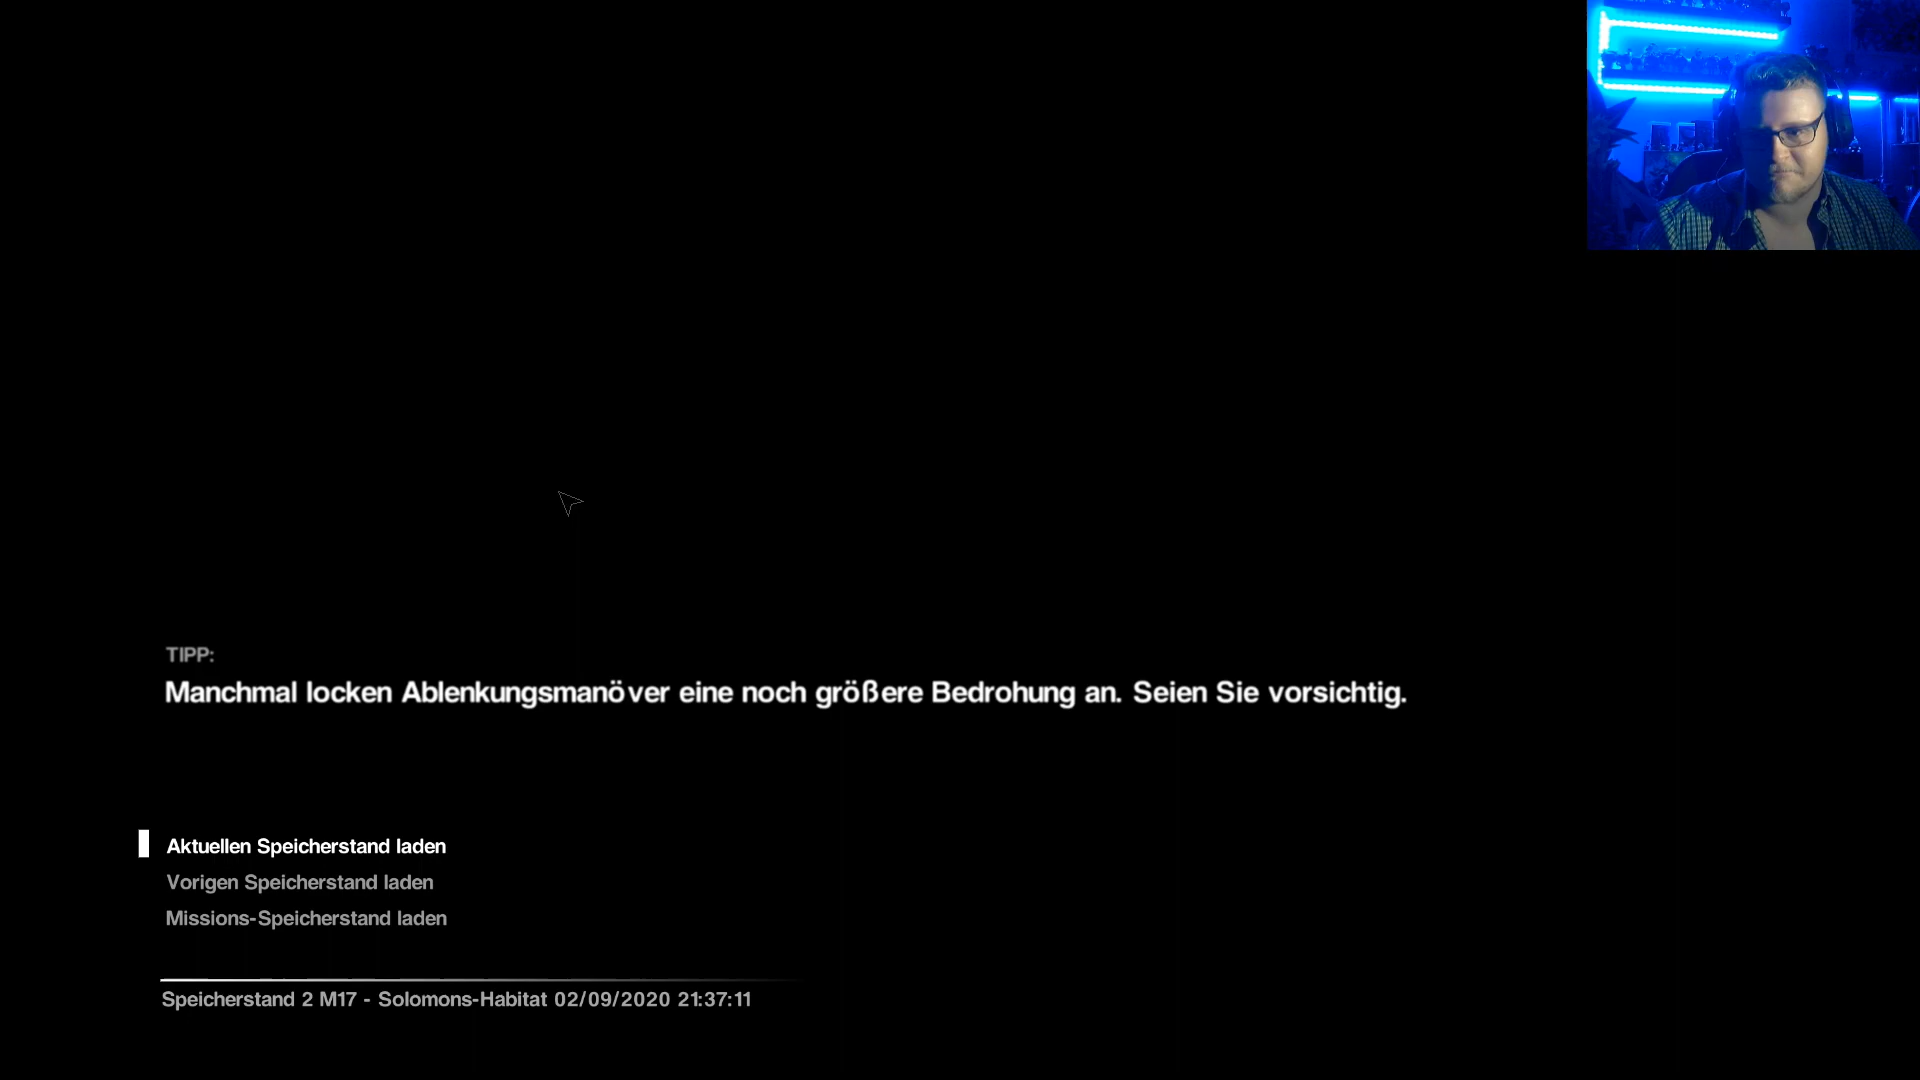 TIPP:
Manchmal locken Ablenkungsmanöver eine noch größere Bedrohung an. Seien Sie vorsichtig.
Aktuellen Speicherstand laden
Vorigen Speicherstand laden
Missions-Speicherstand laden
Speicherstand 2 M17 - Solomons-Habitat 02/09/2020 21:37:11